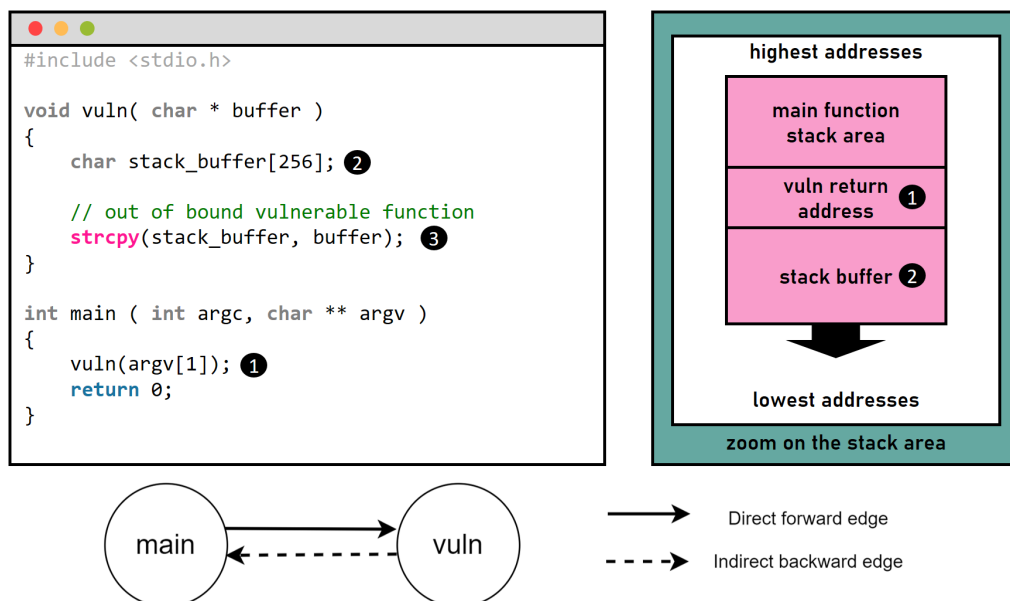 #include <stdio.h>
void vuln( char * buffer )
{
char stack_buffer[256]; 2
// out of bound vulnerable function
strcpy(stack_buffer, buffer); 3
}
int main ( int argc, char ** argv )
{
vuln(argv[1]); 1
return 0;
}
highest addresses
main function
stack area
vuln return
address 1
stack buffer 2
lowest addresses
zoom on the stack area
main
vuln
Direct forward edge
Indirect backward edge